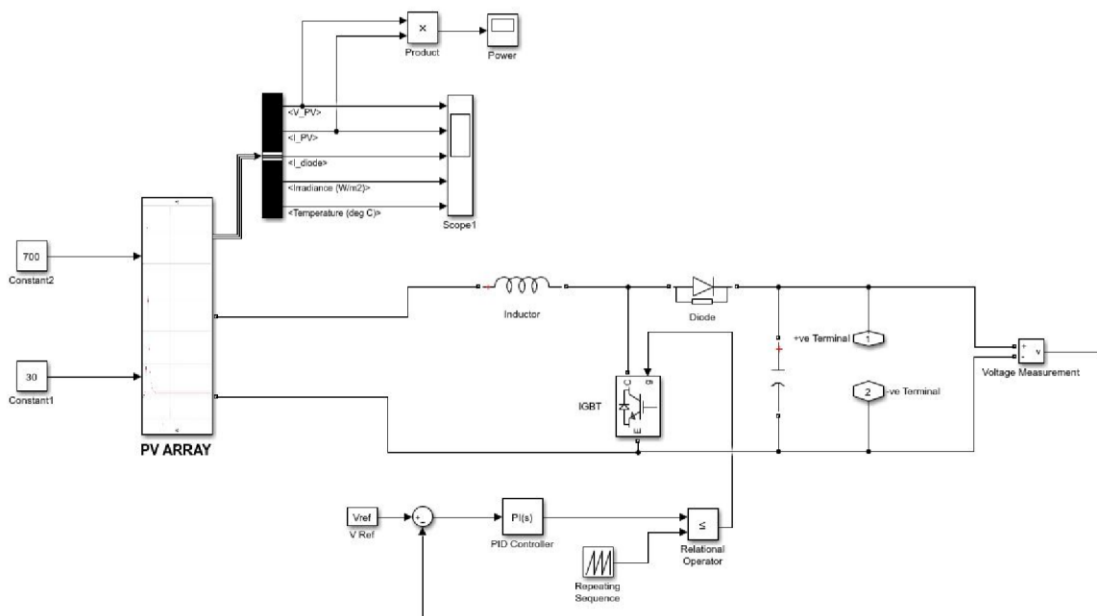 ×
Product
Power
<V_PV>
<I_PV>
<I_diode>
<Irradiance (W/m2)>
<Temperature (deg C)>
Scope1
700
Constant2
30
Constant1
PV ARRAY
Inductor
Diode
+ve Terminal
1
2
-ve Terminal
+
-
v
Voltage Measurement
IGBT
C
g
E
Vref
V Ref
+
-
PI(s)
PID Controller
≤
Relational
Operator
Repeating
Sequence